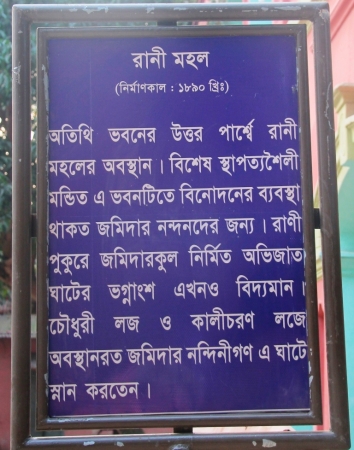 রানী মহল
(নির্মাণকাল : ১৮৯০ খ্রিঃ)
অতিথি ভবনের উত্তর পার্শ্বে রানী
মহলের অবস্থান । বিশেষ স্থাপত্যশৈলী
মন্ডিত এ ভবনটিতে বিনোদনের ব্যবস্থা
থাকত জমিদার নন্দনদের জন্য । রাণী
পুকুরে জমিদারকুল নির্মিত অভিজাত
ঘাটের ভগ্নাংশ এখনও বিদ্যমান ।
চৌধুরী লজ ও কালীচরণ লজে
অবস্থানরত জমিদার নন্দিনীগণ এ ঘাটে
স্নান করতেন ।